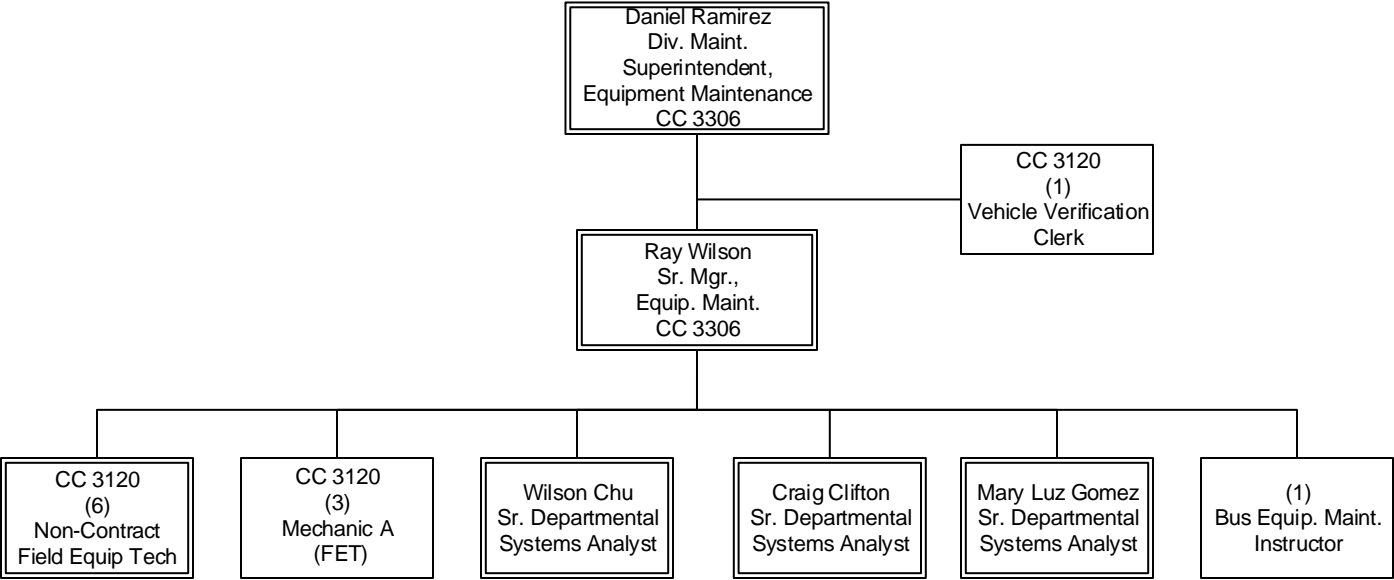 Daniel Ramirez
Div. Maint.
Superintendent,
Equipment Maintenance
CC 3306
CC 3120
(1)
Vehicle Verification
Clerk
Ray Wilson
Sr. Mgr.,
Equip. Maint.
CC 3306
CC 3120
(6)
Non-Contract
Field Equip Tech
CC 3120
(3)
Mechanic A
(FET)
Wilson Chu
Sr. Departmental
Systems Analyst
Craig Clifton
Sr. Departmental
Systems Analyst
Mary Luz Gomez
Sr. Departmental
Systems Analyst
(1)
Bus Equip. Maint.
Instructor